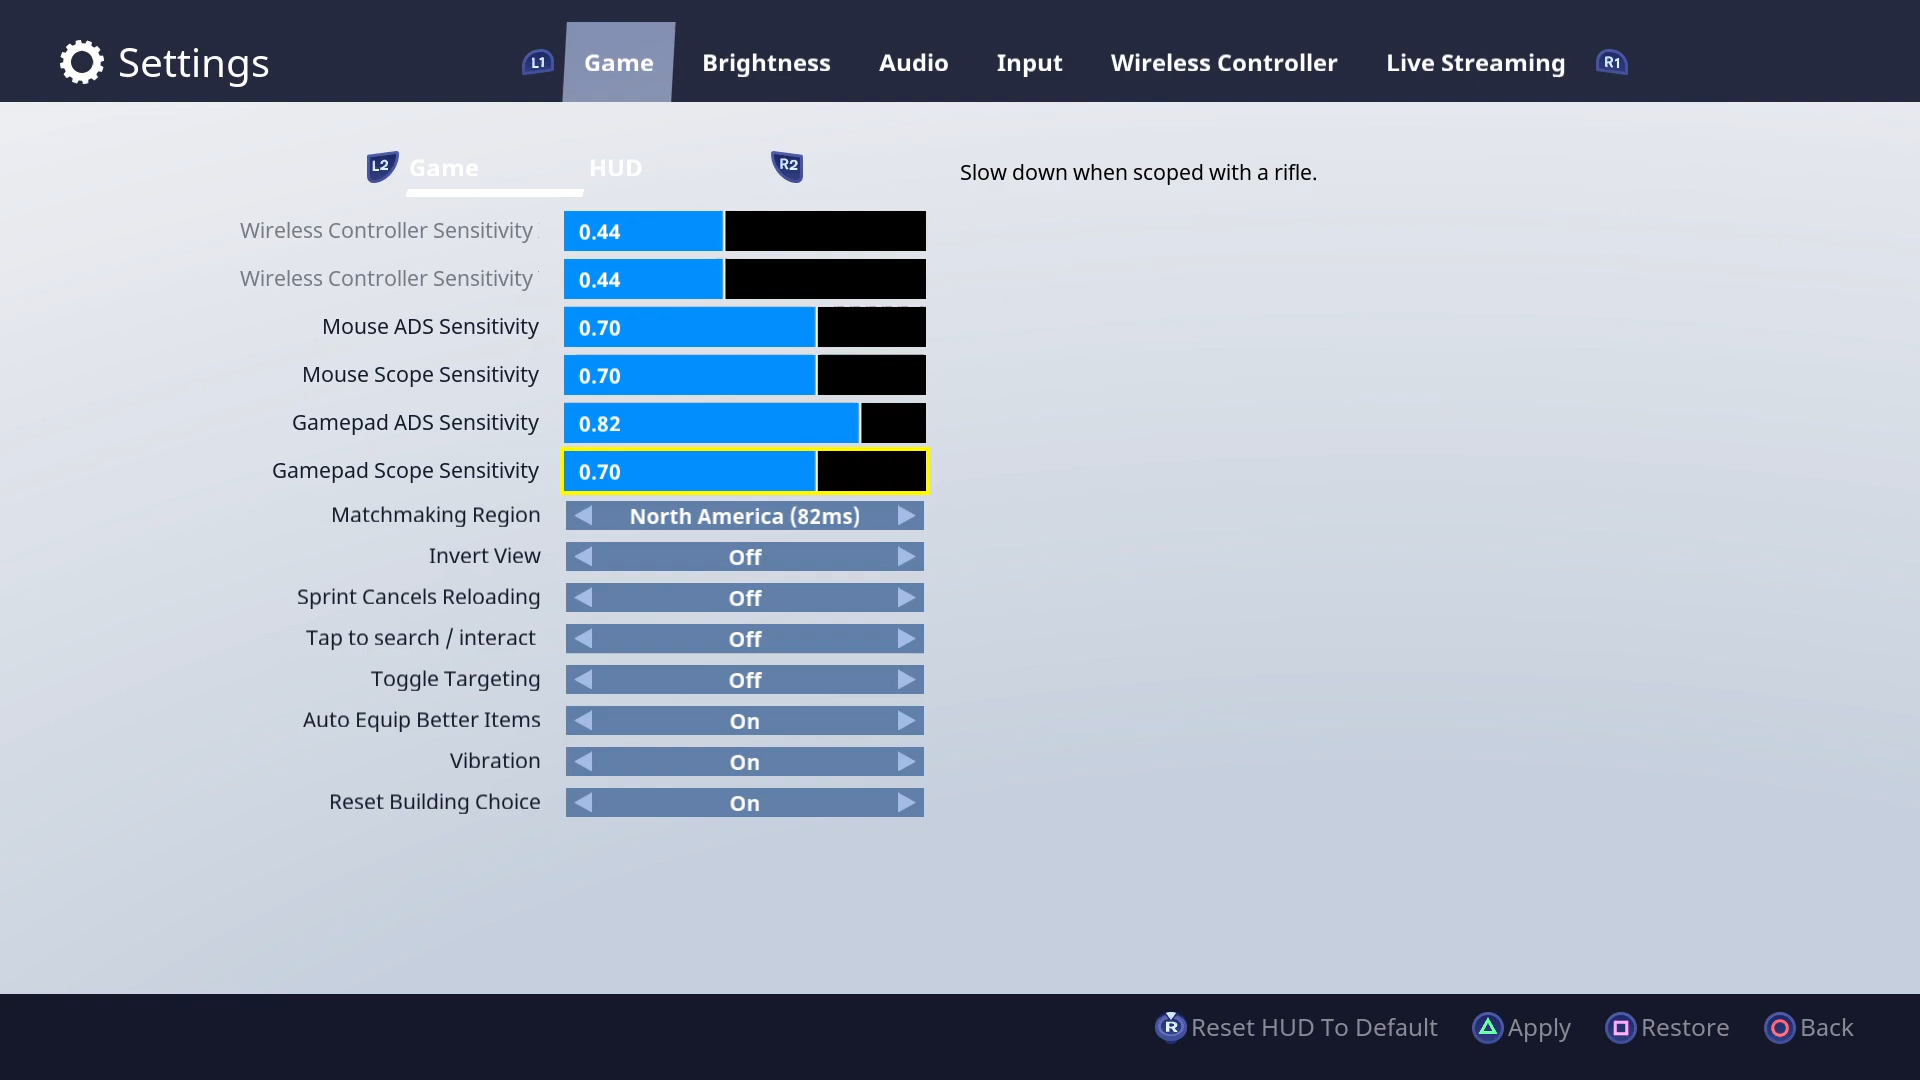 Settings
L1 Game Brightness Audio Input Wireless Controller Live Streaming R1
L2 Game HUD R2
Slow down when scoped with a rifle.
Wireless Controller Sensitivity 0.44
Wireless Controller Sensitivity 0.44
Mouse ADS Sensitivity 0.70
Mouse Scope Sensitivity 0.70
Gamepad ADS Sensitivity 0.82
Gamepad Scope Sensitivity 0.70
Matchmaking Region North America (82ms)
Invert View Off
Sprint Cancels Reloading Off
Tap to search / interact Off
Toggle Targeting Off
Auto Equip Better Items On
Vibration On
Reset Building Choice On
R Reset HUD To Default Apply Restore Back